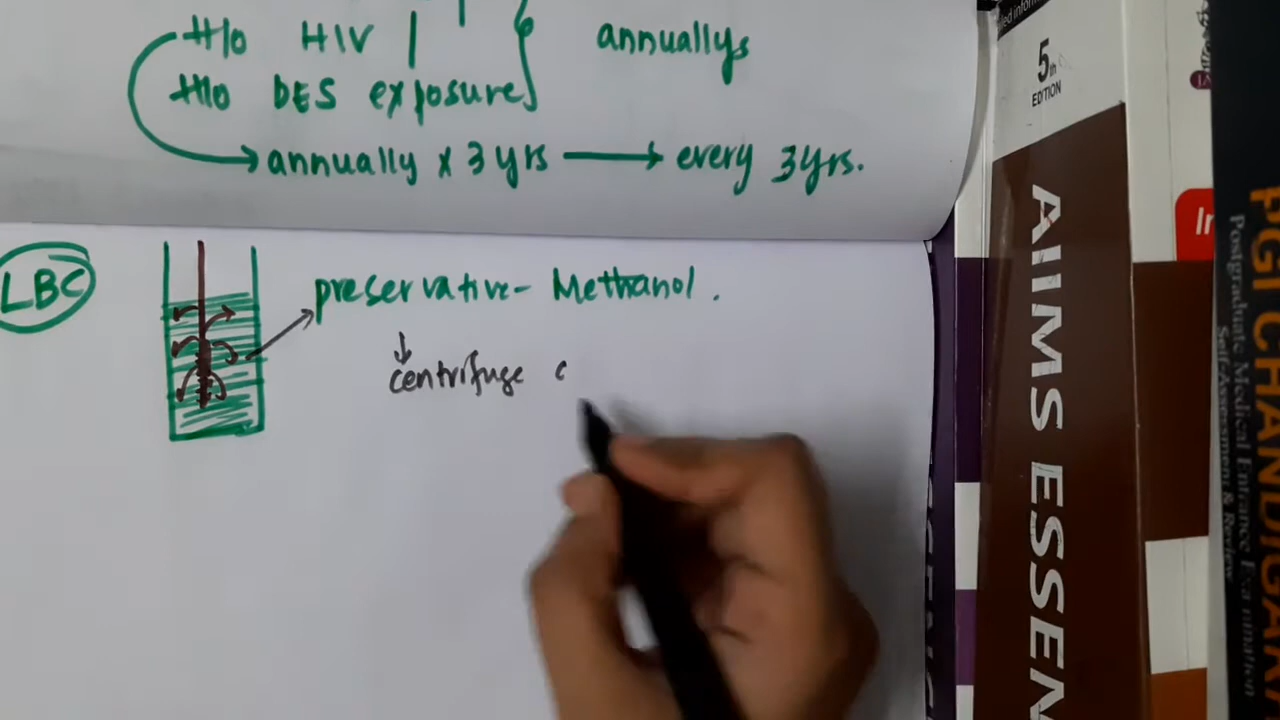 H/o HIV annually
H/o DES exposure
annually x 3 yrs → every 3yrs.
LBC
preservative- Methanol.
↓
centrifuge c
5th
EDITION
AIIMS ESSEN
PGI CHANDIGAR
Postgraduate Medical Entrance Examination
Self-Assessment & Review